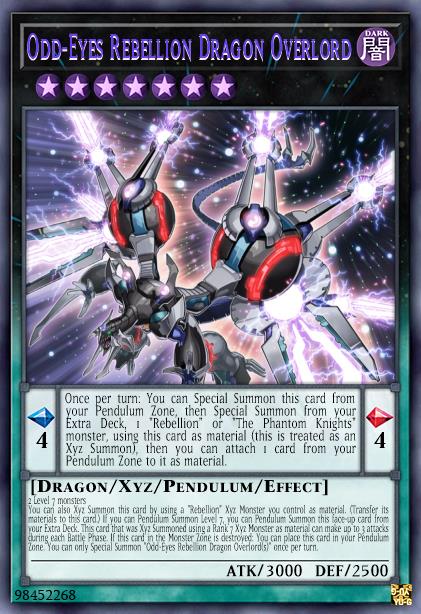 Odd-Eyes Rebellion Dragon Overlord
DARK
闇
Once per turn: You can Special Summon this card from
your Pendulum Zone, then Special Summon from your
Extra Deck, 1 "Rebellion" or "The Phantom Knights"
monster, using this card as material (this is treated as an
Xyz Summon), then you can attach 1 card from your
Pendulum Zone to it as material.
4
4
[Dragon/Xyz/Pendulum/Effect]
2 Level 7 monsters
You can also Xyz Summon this card by using a "Rebellion" Xyz Monster you control as material. (Transfer its
materials to this card.) If you can Pendulum Summon Level 7, you can Pendulum Summon this face-up card from
your Extra Deck. This card that was Xyz Summoned using a Rank 7 Xyz Monster as material can make up to 3 attacks
during each Battle Phase. If this card in the Monster Zone is destroyed: You can place this card in your Pendulum
Zone. You can only Special Summon "Odd-Eyes Rebellion Dragon Overlord(s)" once per turn.
ATK/3000 DEF/2500
98452268